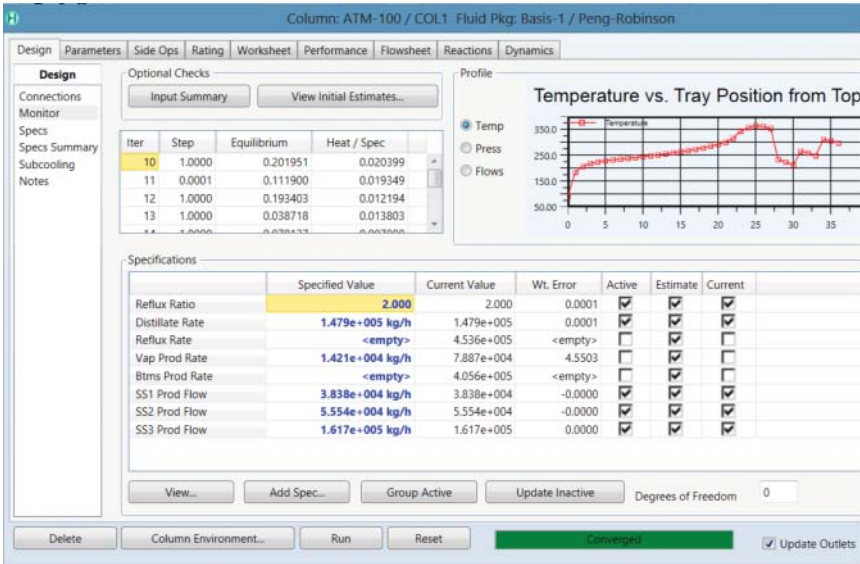 Column: ATM-100 / COL1 Fluid Pkg: Basis-1 / Peng-Robinson
Design Parameters Side Ops Rating Worksheet Performance Flowsheet Reactions Dynamics
Design
Connections
Monitor
Specs
Specs Summary
Subcooling
Notes
Optional Checks
Input Summary View Initial Estimates...
Iter Step Equilibrium Heat / Spec
10 1.0000 0.201951 0.020399
11 0.0001 0.111900 0.019349
12 1.0000 0.193403 0.012194
13 1.0000 0.038718 0.013803
Profile
Temp
Press
Flows
Temperature vs. Tray Position from Top
Temperature
350.0
250.0
150.0
50.00
0 5 10 15 20 25 30 35
Specifications
Specified Value Current Value Wt. Error Active Estimate Current
Reflux Ratio 2.000 2.000 0.0001
Distillate Rate 1.479e+005 kg/h 1.479e+005 0.0001
Reflux Rate <empty> 4.536e+005 <empty>
Vap Prod Rate 1.421e+004 kg/h 7.887e+004 4.5503
Btms Prod Rate <empty> 4.056e+005 <empty>
SS1 Prod Flow 3.838e+004 kg/h 3.838e+004 -0.0000
SS2 Prod Flow 5.554e+004 kg/h 5.554e+004 -0.0000
SS3 Prod Flow 1.617e+005 kg/h 1.617e+005 0.0000
View... Add Spec... Group Active Update Inactive Degrees of Freedom 0
Delete Column Environment... Run Reset Converged Update Outlets